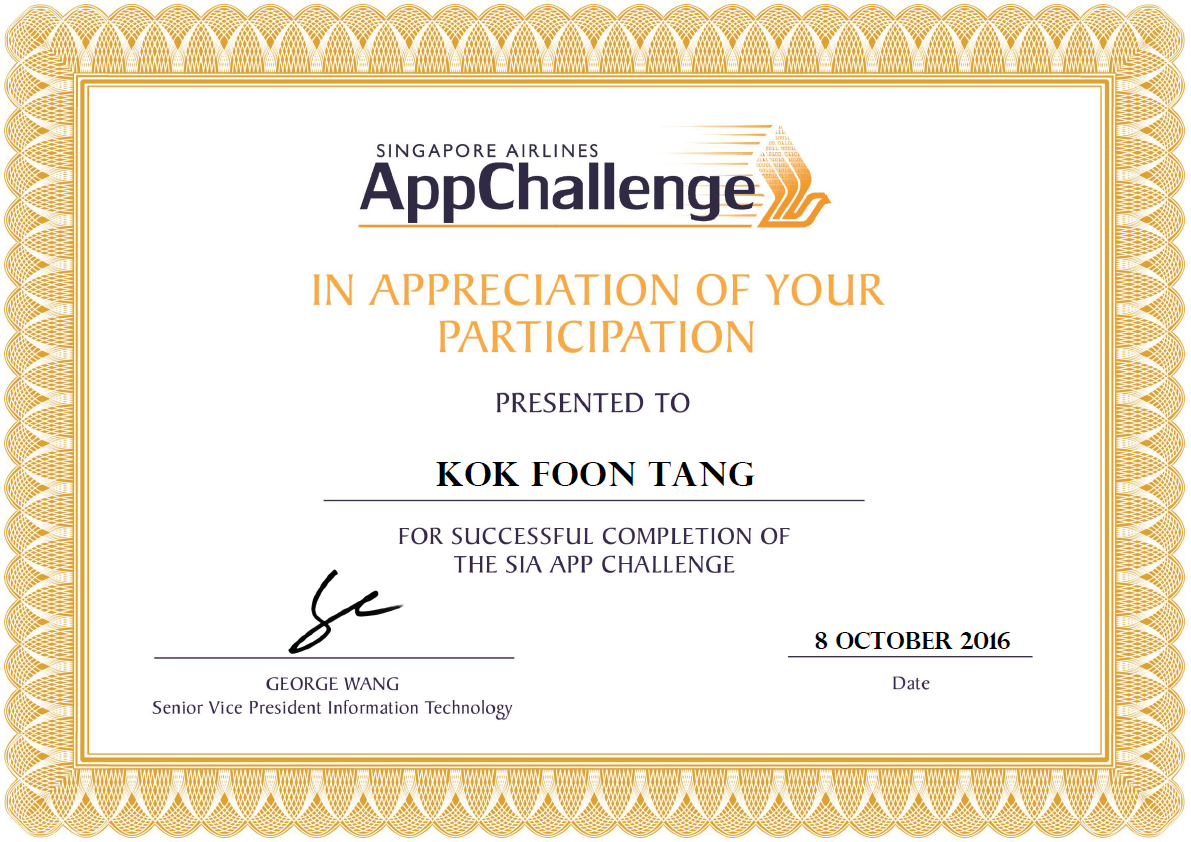 SINGAPORE AIRLINES
AppChallenge
IN APPRECIATION OF YOUR
PARTICIPATION
PRESENTED TO
KOK FOON TANG
FOR SUCCESSFUL COMPLETION OF
THE SIA APP CHALLENGE
8 OCTOBER 2016
GEORGE WANG
Date
Senior Vice President Information Technology